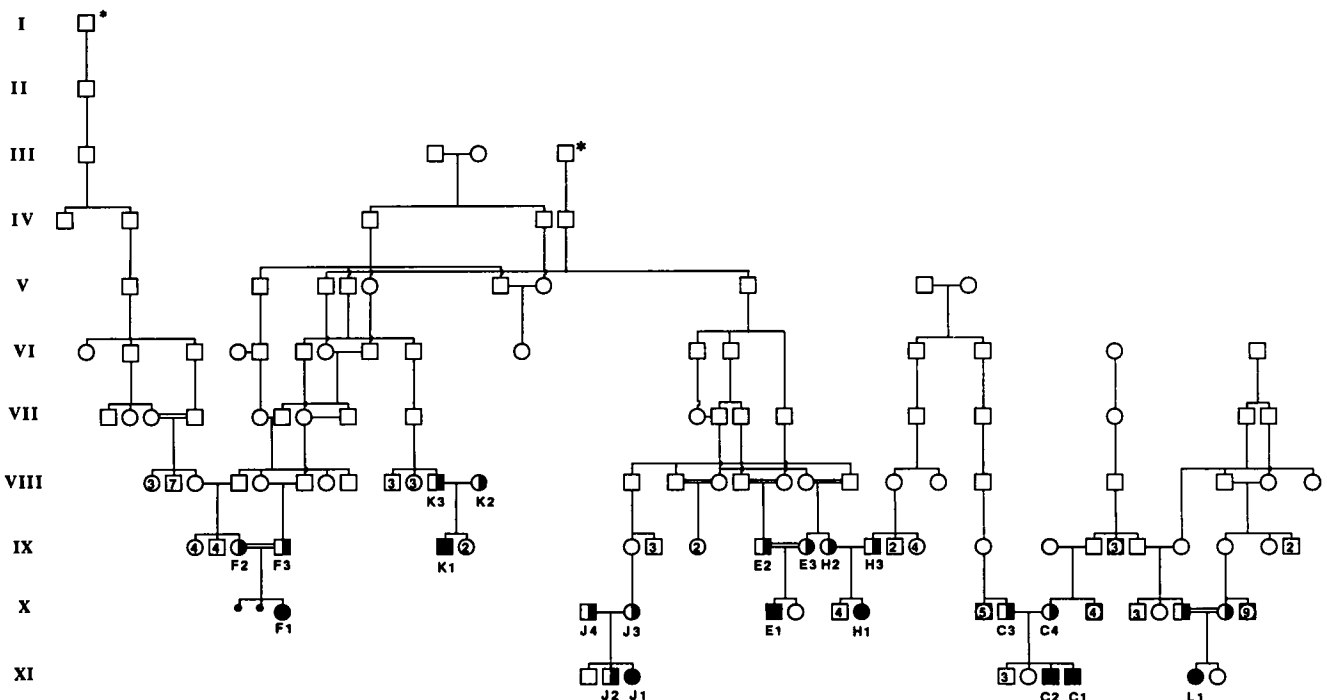 I *
II
III *
IV
V
VI
VII
VIII 3 7 3 3 K3 K2
IX 4 4 F2 F3 K1 2 3 2 E2 E3 H2 H3 2 4 3 2
X F1 J4 J3 E1 4 H1 5 C3 C4 4 3 9
XI J2 J1 3 C2 C1 L1